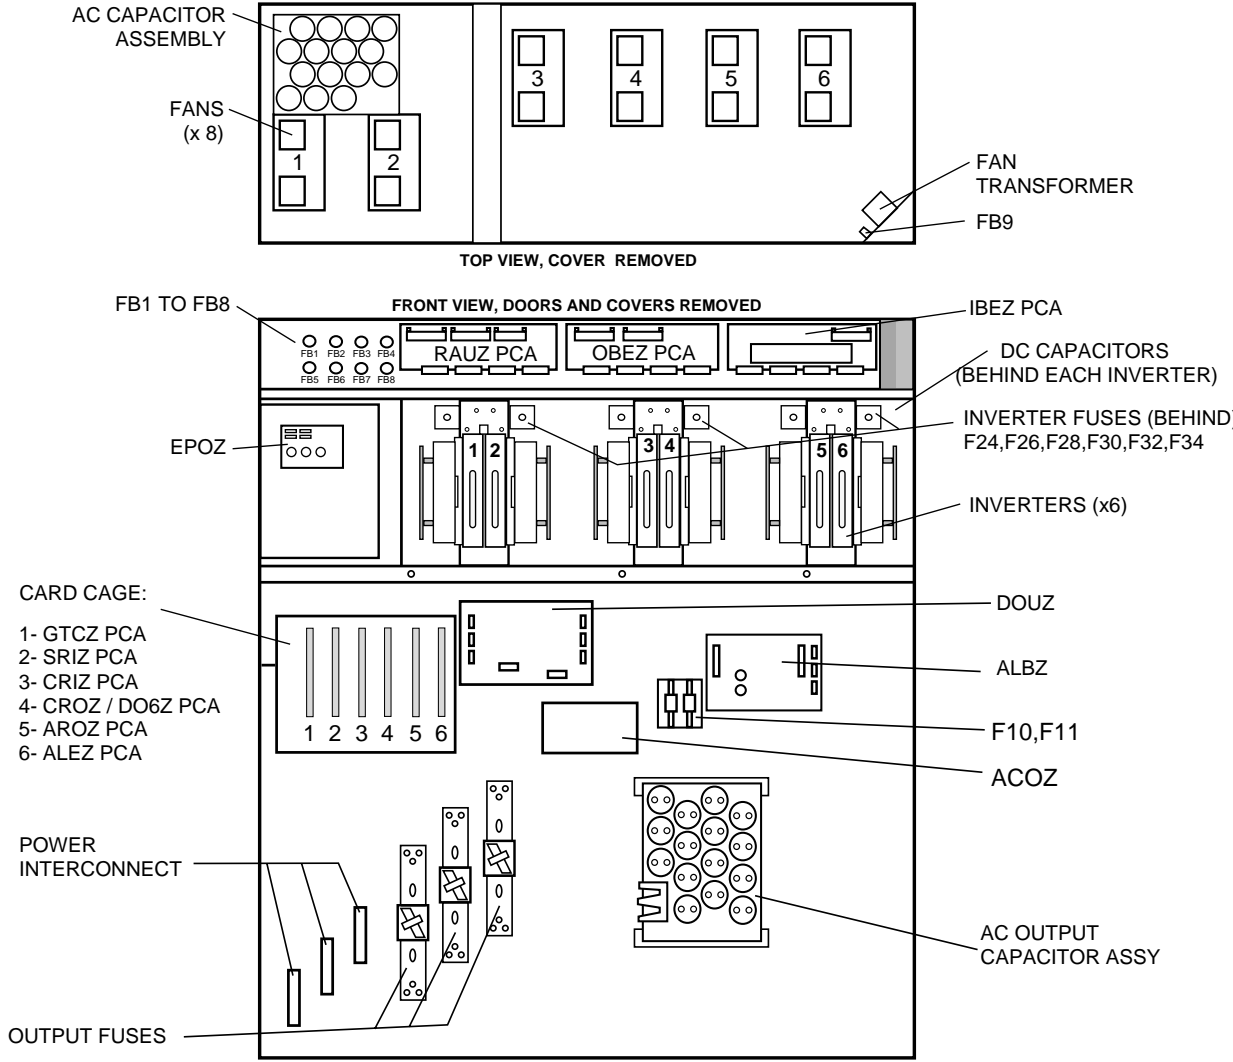 AC CAPACITOR
ASSEMBLY
FANS
(x 8)
1
2
3
4
5
6
FAN
TRANSFORMER
FB9
TOP VIEW, COVER REMOVED
FB1 TO FB8
FRONT VIEW, DOORS AND COVERS REMOVED
FB1 FB2 FB3 FB4
FB5 FB6 FB7 FB8
RAUZ PCA
OBEZ PCA
IBEZ PCA
DC CAPACITORS
(BEHIND EACH INVERTER)
INVERTER FUSES (BEHIND)
F24,F26,F28,F30,F32,F34
EPOZ
1 2
3 4
5 6
INVERTERS (x6)
CARD CAGE:
1- GTCZ PCA
2- SRIZ PCA
3- CRIZ PCA
4- CROZ / DO6Z PCA
5- AROZ PCA
6- ALEZ PCA
1 2 3 4 5 6
DOUZ
ALBZ
F10,F11
ACOZ
POWER
INTERCONNECT
OUTPUT FUSES
AC OUTPUT
CAPACITOR ASSY